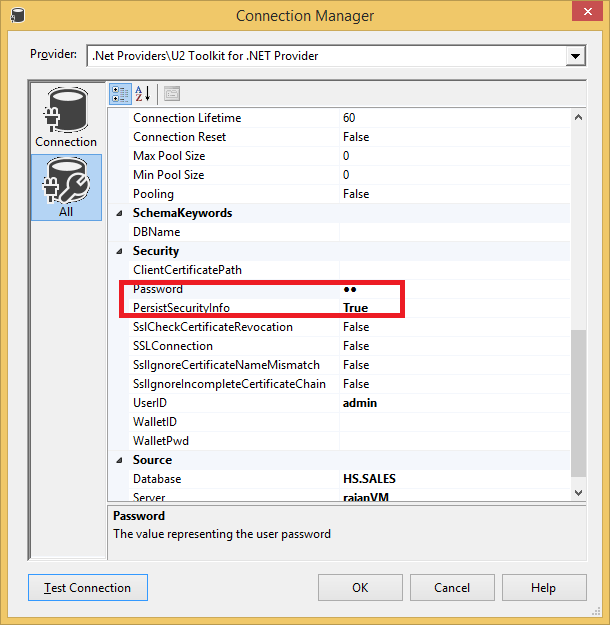 Connection Manager
Provider: .Net Providers\U2 Toolkit for .NET Provider
Connection
All
Connection Lifetime 60
Connection Reset False
Max Pool Size 0
Min Pool Size 0
Pooling False
SchemaKeywords
DBName
Security
ClientCertificatePath
Password ●●
PersistSecurityInfo True
SslCheckCertificateRevocation False
SSLConnection False
SslIgnoreCertificateNameMismatch False
SslIgnoreIncompleteCertificateChain False
UserID admin
WalletID
WalletPwd
Source
Database HS.SALES
Server rajanVM
Password
The value representing the user password
Test Connection OK Cancel Help